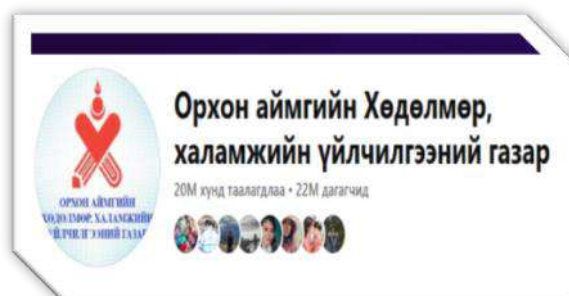 Орхон аймгийн Хөдөлмөр,
халамжийн үйлчилгээний газар
20М хүнд таалагдлаа • 22М дагагчид
ОРХОН АЙМГИЙН
ХӨДӨЛМӨР, ХАЛАМЖИЙН
ҮЙЛЧИЛГЭЭНИЙ ГАЗАР